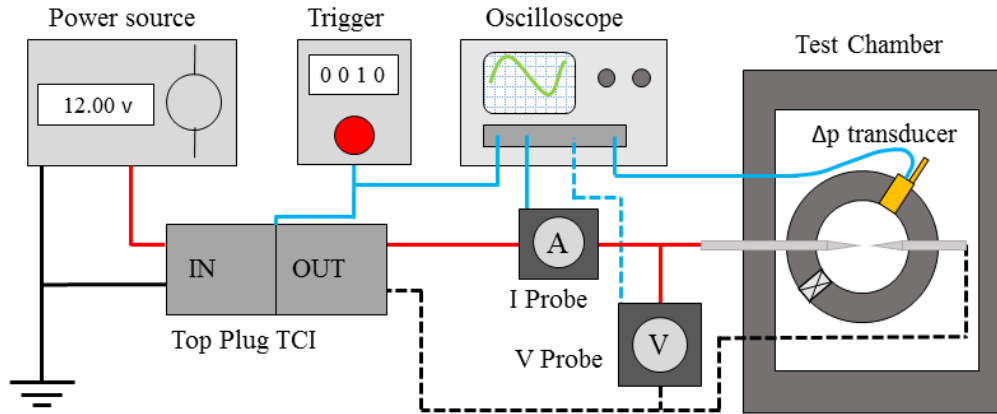 Power source
Trigger
Oscilloscope
Test Chamber
12.00 v
0 0 1 0
Δp transducer
IN
OUT
A
I Probe
Top Plug TCI
V Probe
V